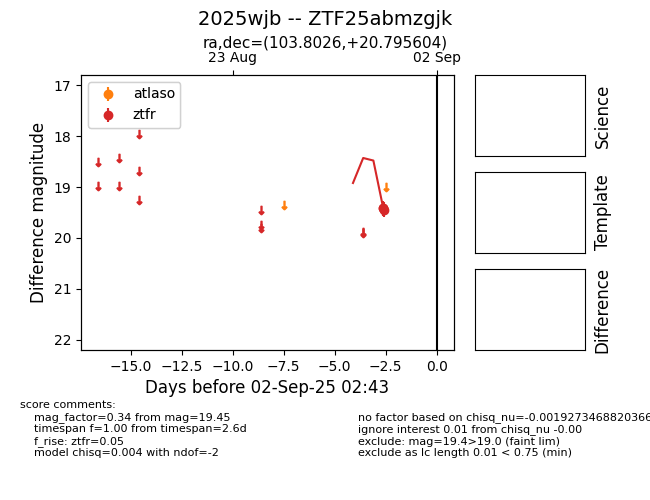 2025wjb -- ZTF25abmzgjk
ra,dec=(103.8026,+20.795604)
23 Aug
02 Sep
atlaso
ztfr
17
18
19
20
21
22
Difference magnitude
−15.0
−12.5
−10.0
−7.5
−5.0
−2.5
0.0
Days before 02-Sep-25 02:43
Science
Template
Difference
score comments:
mag_factor=0.34 from mag=19.45
timespan f=1.00 from timespan=2.6d
f_rise: ztfr=0.05
model chisq=0.004 with ndof=-2
no factor based on chisq_nu=-0.0019273468820366
ignore interest 0.01 from chisq_nu -0.00
exclude: mag=19.4>19.0 (faint lim)
exclude as lc length 0.01 < 0.75 (min)